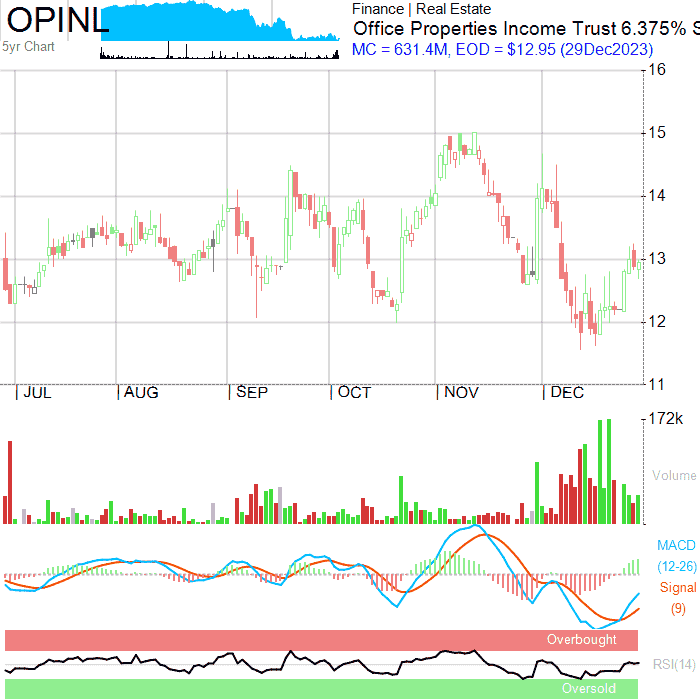 OPINL
5yr Chart
Finance | Real Estate
Office Properties Income Trust 6.375% S
MC = 631.4M, EOD = $12.95 (29Dec2023)
16
15
14
13
12
11
JUL AUG SEP OCT NOV DEC
172k
Volume
MACD
(12-26)
Signal
(9)
Overbought
RSI(14)
Oversold